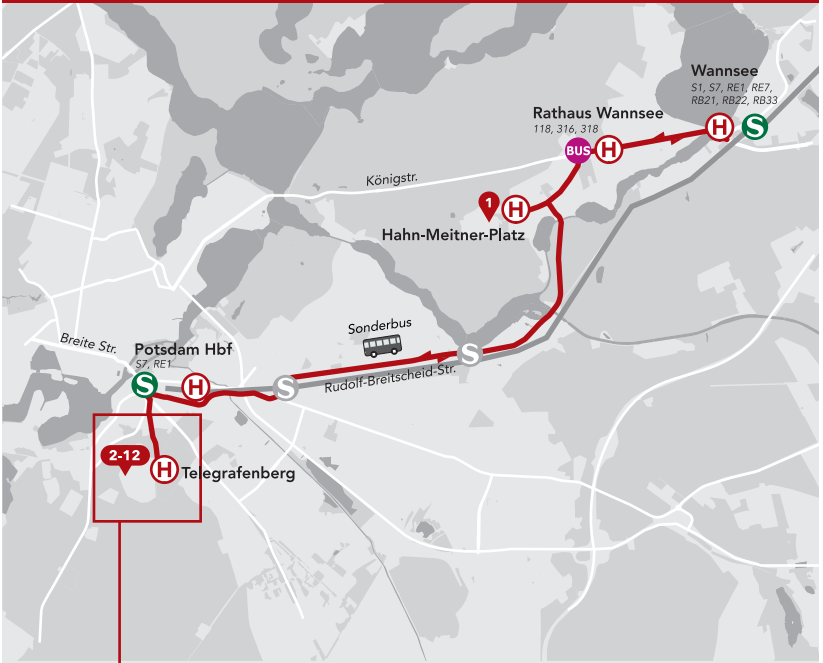 Wannsee
S1, S7, RE1, RE7,
RB21, RB22, RB33
H S
Rathaus Wannsee
118, 316, 318
BUS H
Königstr.
1
H
Hahn-Meitner-Platz
Sonderbus
S
Breite Str.
Potsdam Hbf
S7, RE1
S H
S
Rudolf-Breitscheid-Str.
2-12
H
Telegrafenberg